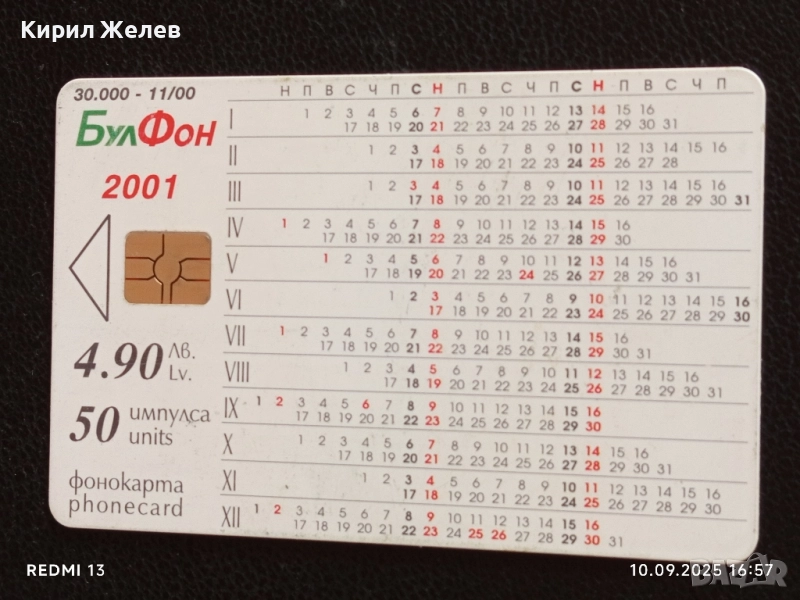 Кирил Желев
30.000 - 11/00
БулФон
2001
4.90 лв. Lv.
50 импулса units
фонокарта
phonecard
Н П В С Ч П С Н П В С Ч П С Н П В С Ч П
I 1 2 3 4 5 6 7 8 9 10 11 12 13 14 15 16
17 18 19 20 21 22 23 24 25 26 27 28 29 30 31
II 1 2 3 4 5 6 7 8 9 10 11 12 13 14 15 16
17 18 19 20 21 22 23 24 25 26 27 28
III 1 2 3 4 5 6 7 8 9 10 11 12 13 14 15 16
17 18 19 20 21 22 23 24 25 26 27 28 29 30 31
IV 1 2 3 4 5 6 7 8 9 10 11 12 13 14 15 16
17 18 19 20 21 22 23 24 25 26 27 28 29 30
V 1 2 3 4 5 6 7 8 9 10 11 12 13 14 15 16
17 18 19 20 21 22 23 24 25 26 27 28 29 30 31
VI 1 2 3 4 5 6 7 8 9 10 11 12 13 14 15 16
17 18 19 20 21 22 23 24 25 26 27 28 29 30
VII 1 2 3 4 5 6 7 8 9 10 11 12 13 14 15 16
17 18 19 20 21 22 23 24 25 26 27 28 29 30 31
VIII 1 2 3 4 5 6 7 8 9 10 11 12 13 14 15 16
17 18 19 20 21 22 23 24 25 26 27 28 29 30 31
IX 1 2 3 4 5 6 7 8 9 10 11 12 13 14 15 16
17 18 19 20 21 22 23 24 25 26 27 28 29 30
X 1 2 3 4 5 6 7 8 9 10 11 12 13 14 15 16
17 18 19 20 21 22 23 24 25 26 27 28 29 30 31
XI 1 2 3 4 5 6 7 8 9 10 11 12 13 14 15 16
17 18 19 20 21 22 23 24 25 26 27 28 29 30
XII 1 2 3 4 5 6 7 8 9 10 11 12 13 14 15 16
17 18 19 20 21 22 23 24 25 26 27 28 29 30 31
REDMI 13
10.09.2025 16:57
BAZAR